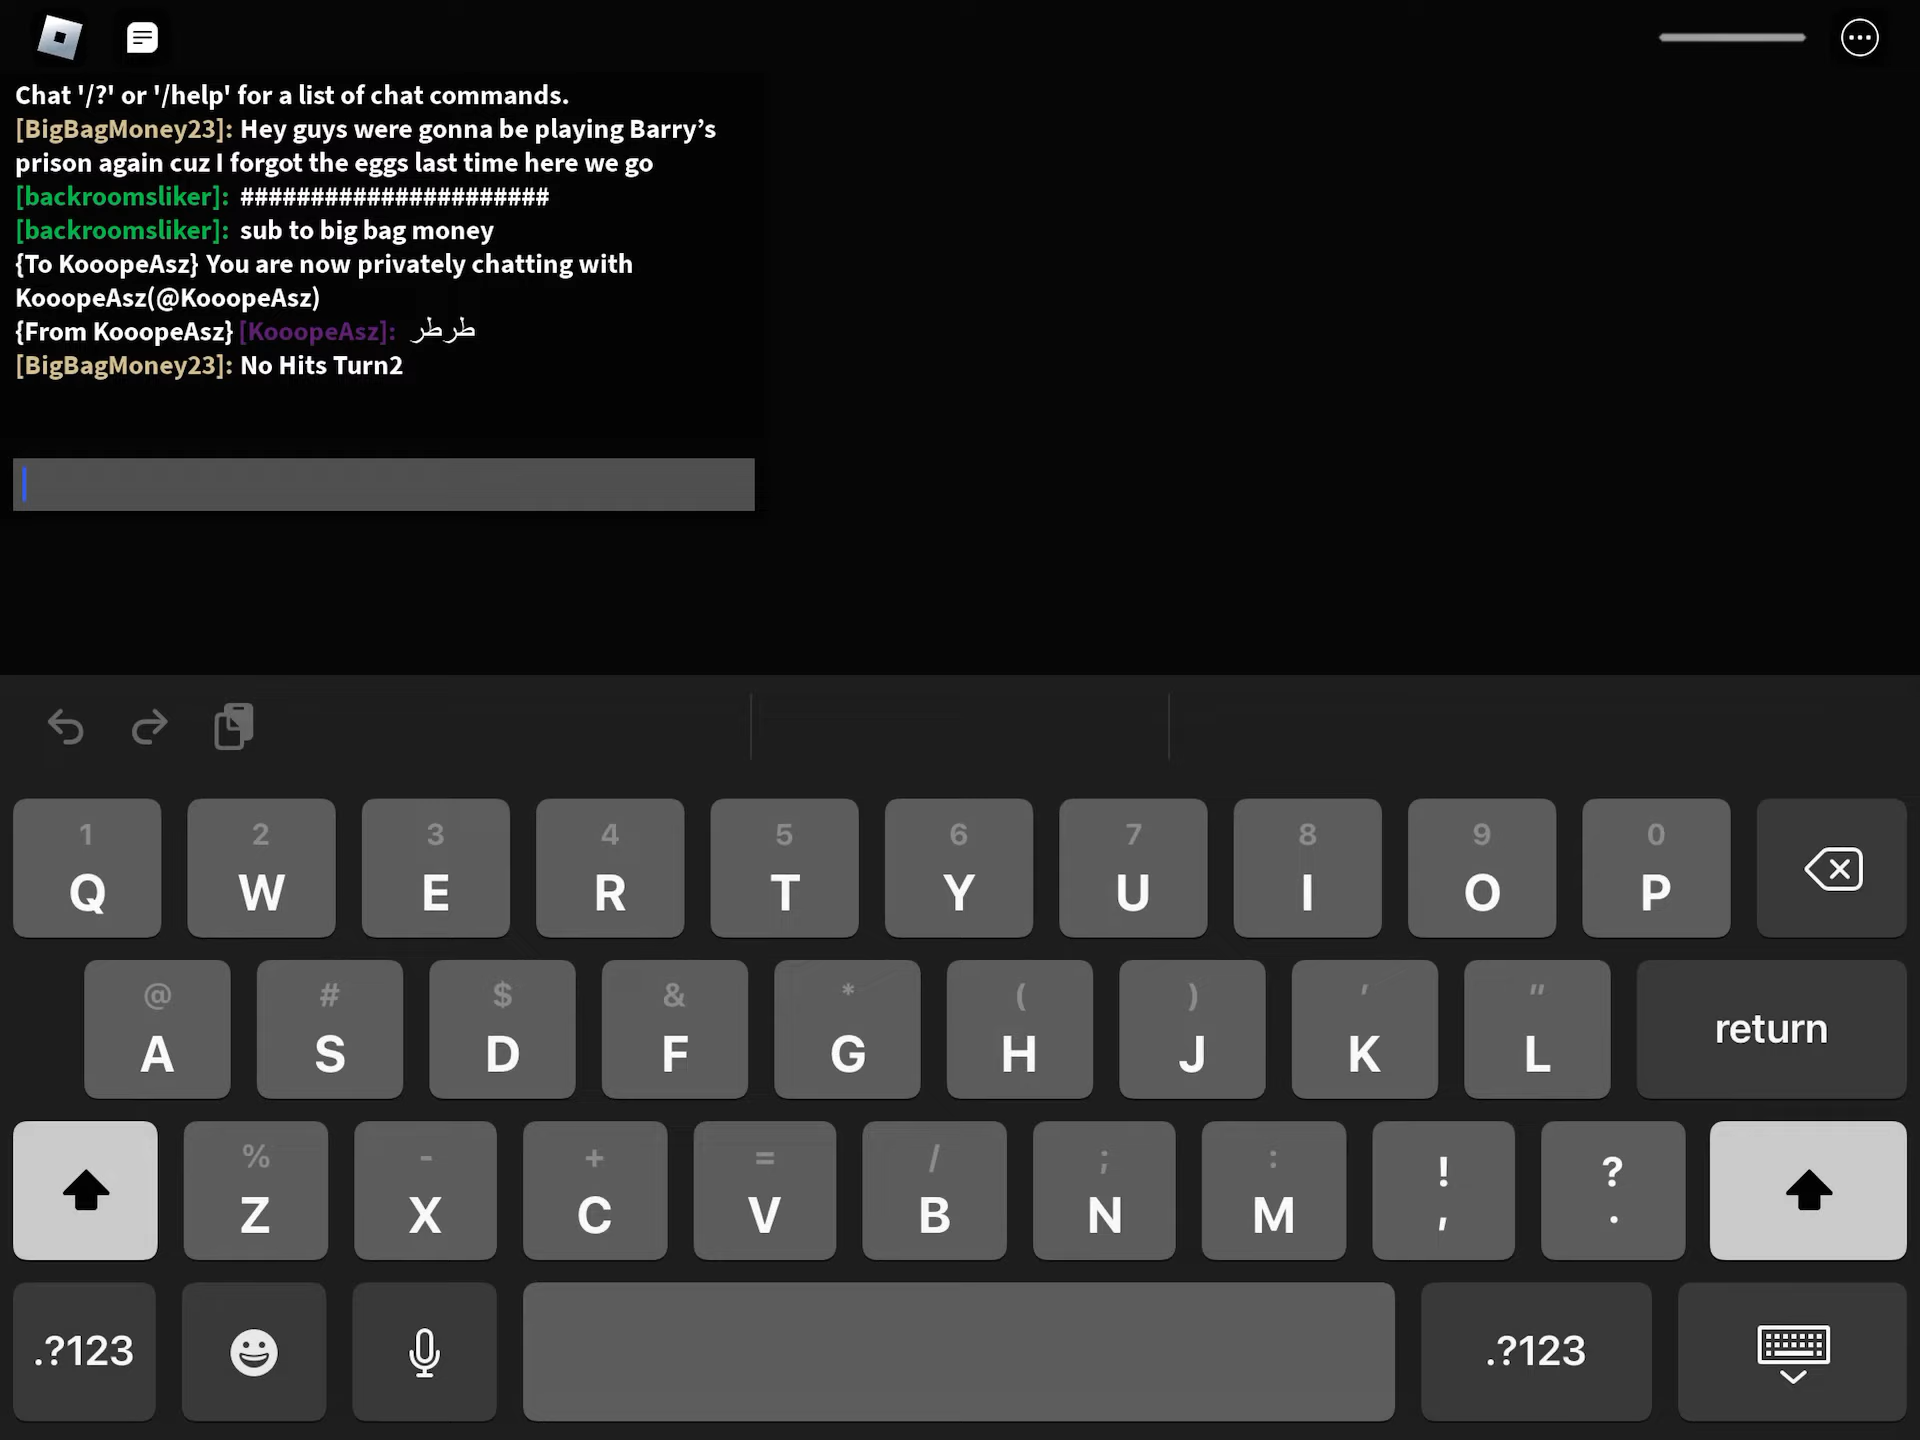 Chat '/?' or '/help' for a list of chat commands.
[BigBagMoney23]: Hey guys were gonna be playing Barry’s
prison again cuz I forgot the eggs last time here we go
[backroomsliker]: ######################
[backroomsliker]: sub to big bag money
{To KooopeAsz} You are now privately chatting with
KooopeAsz(@KooopeAsz)
{From KooopeAsz} [KooopeAsz]: طرطر
[BigBagMoney23]: No Hits Turn2
1 2 3 4 5 6 7 8 9 0
Q W E R T Y U I O P
@ # $ & * ( ) ' "
A S D F G H J K L return
% - + = / ; : ! ?
Z X C V B N M , .
.?123 .?123